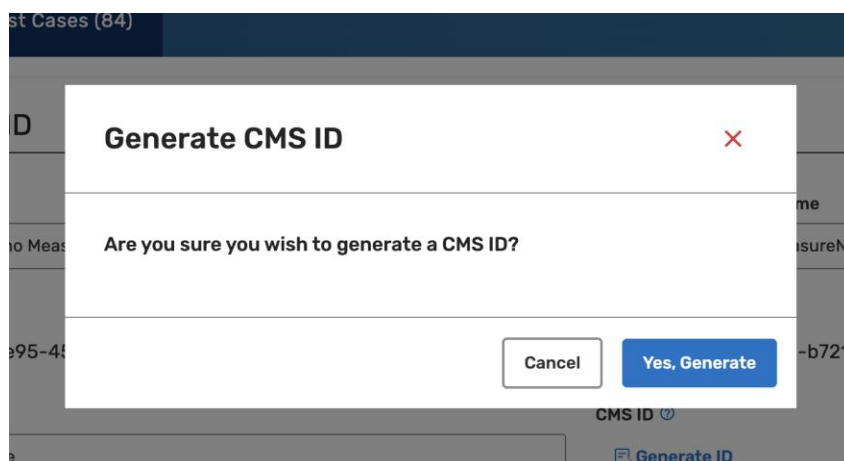 st Cases (84)
ID
Generate CMS ID
me
no Meas
Are you sure you wish to generate a CMS ID?
asureN
e95-45
Cancel
Yes, Generate
-b721
CMS ID
Generate ID